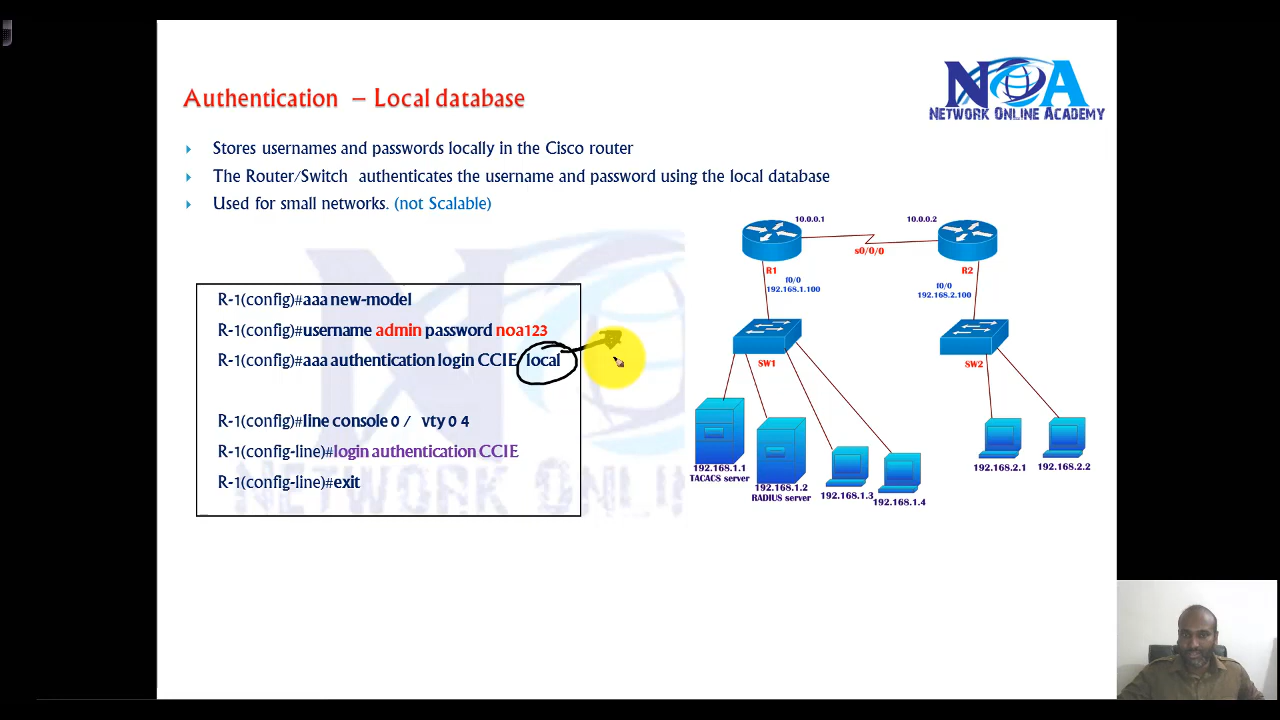 NOA
NETWORK ONLINE ACADEMY
Authentication – Local database
Stores usernames and passwords locally in the Cisco router
The Router/Switch authenticates the username and password using the local database
Used for small networks. (not Scalable)
R-1(config)#aaa new-model
R-1(config)#username admin password noa123
R-1(config)#aaa authentication login CCIE local
R-1(config)#line console 0 / vty 0 4
R-1(config-line)#login authentication CCIE
R-1(config-line)#exit
10.0.0.1
10.0.0.2
s0/0/0
R1
R2
f0/0
192.168.1.100
f0/0
192.168.2.100
SW1
SW2
192.168.1.1
TACACS server
192.168.1.2
RADIUS server
192.168.1.3
192.168.1.4
192.168.2.1
192.168.2.2
NETWORK ONLIN